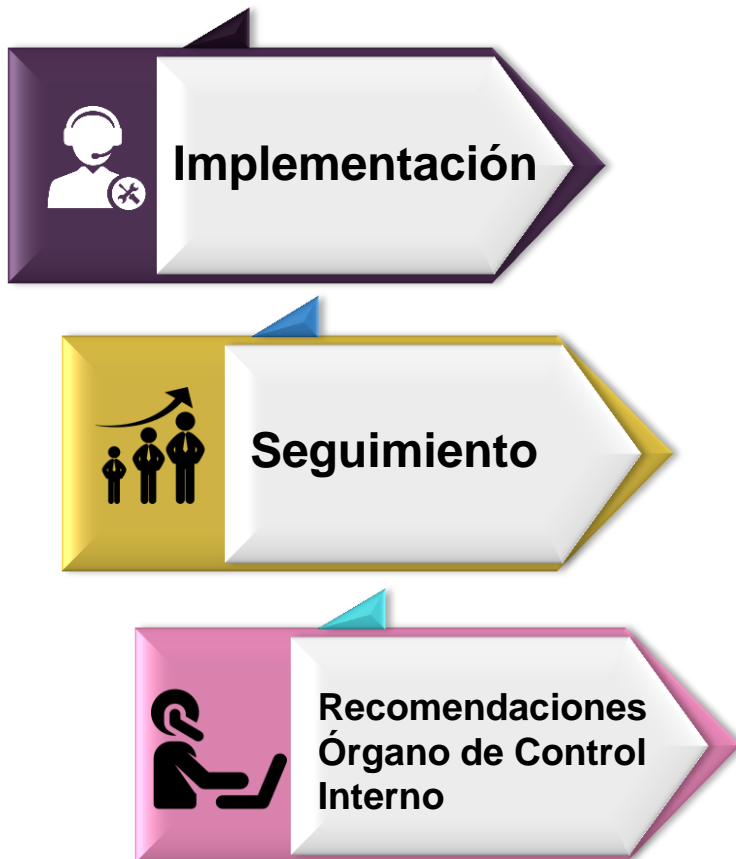 Implementación
Seguimiento
Recomendaciones
Órgano de Control
Interno